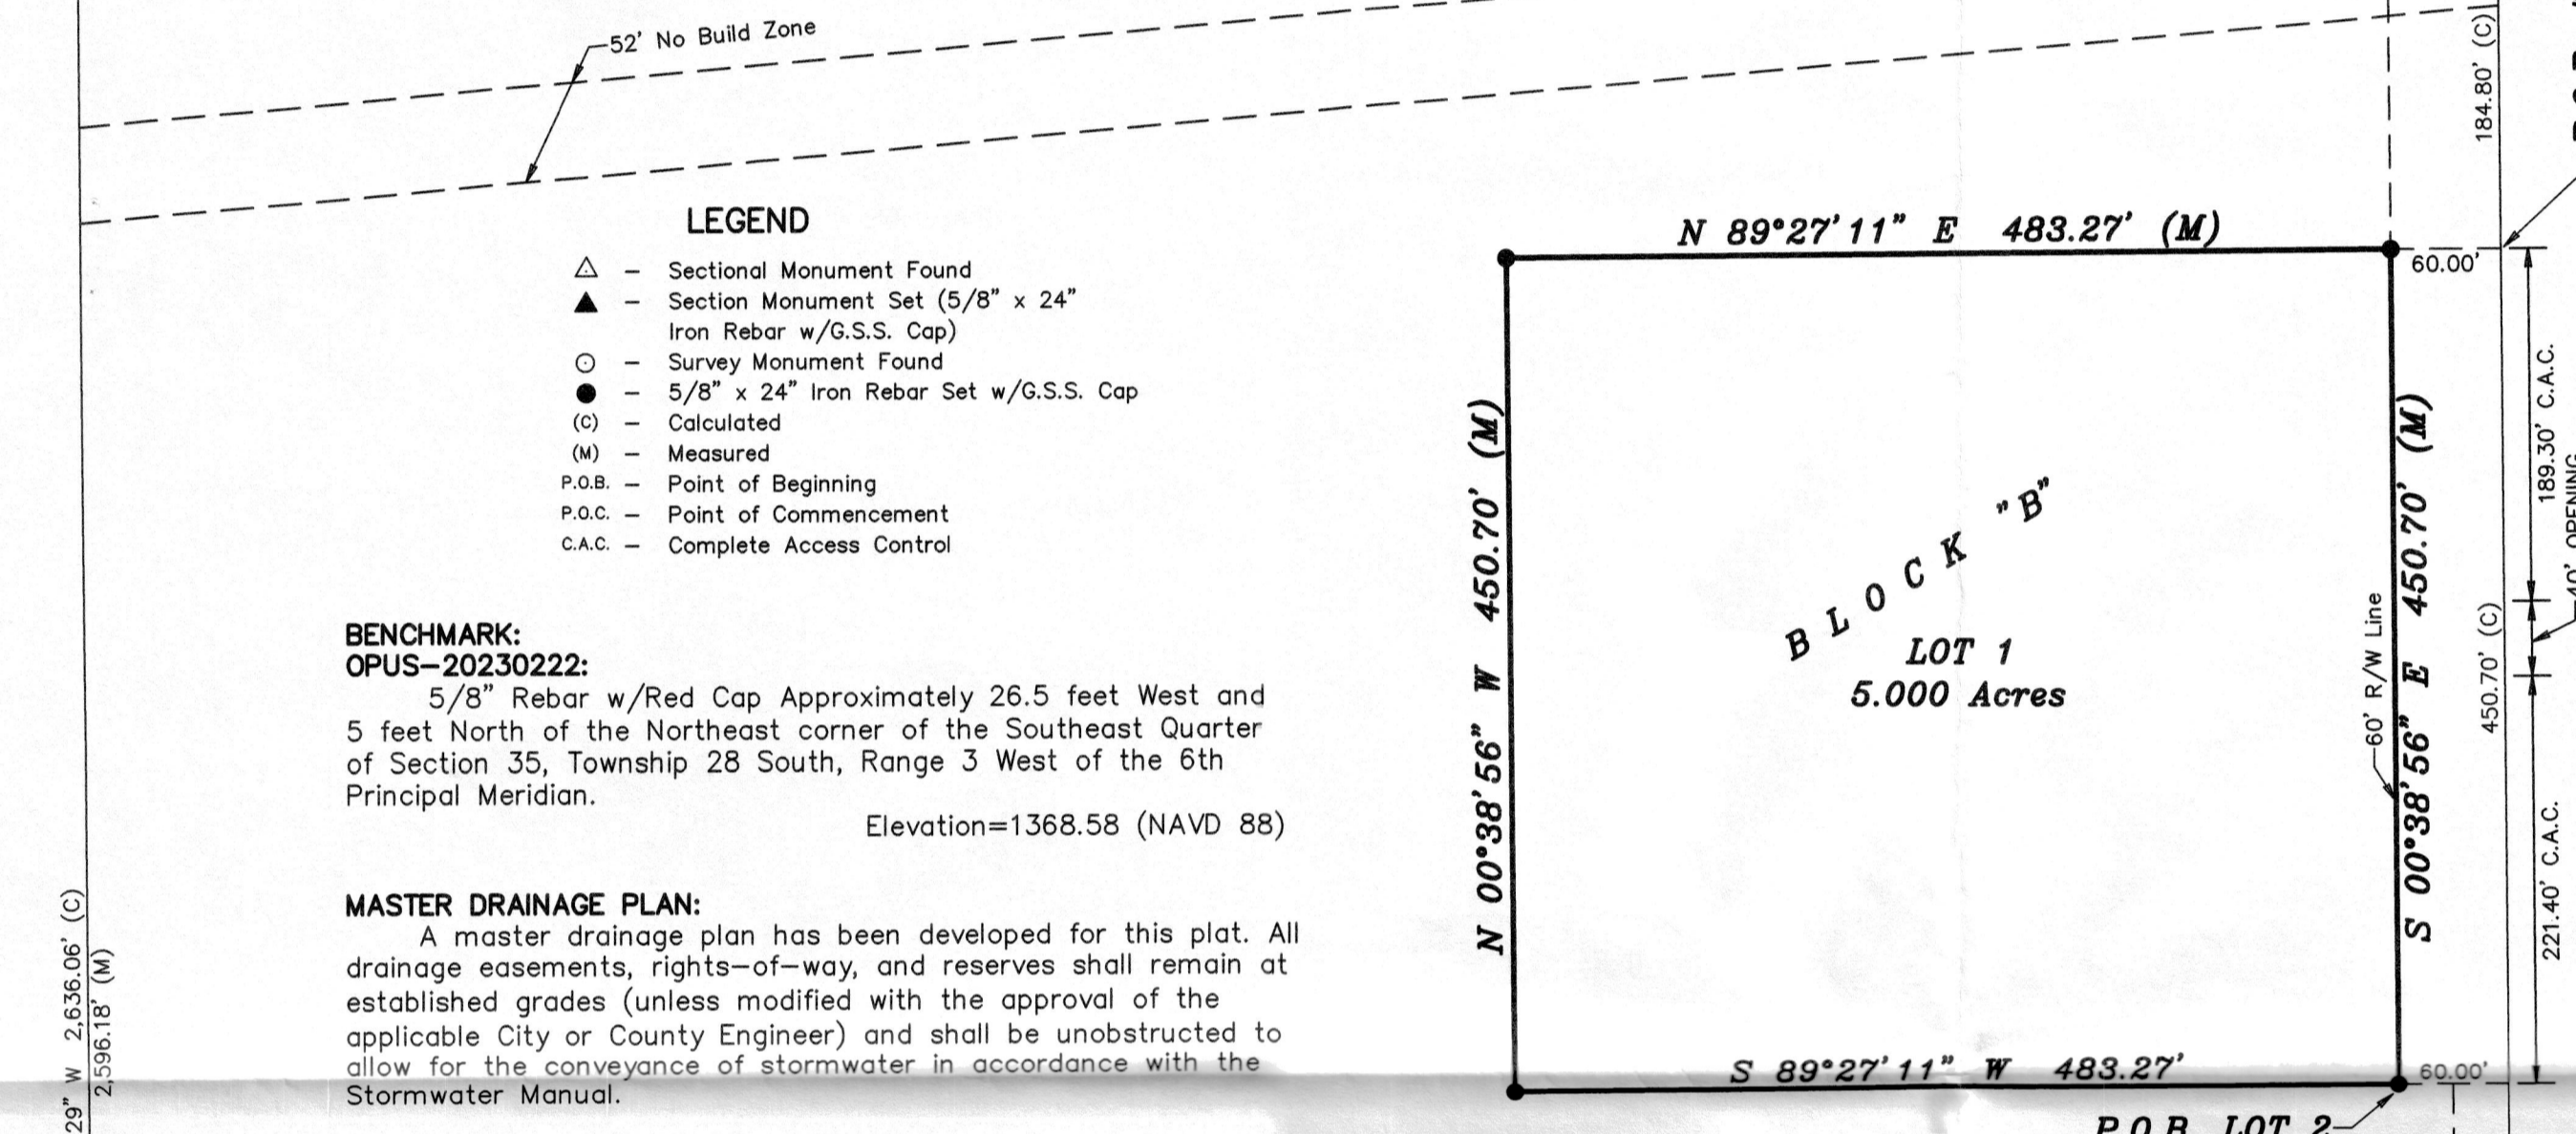 52' No Build Zone
184.80' (C)
LEGEND
△ – Sectional Monument Found
▲ – Section Monument Set (5/8" x 24"
Iron Rebar w/G.S.S. Cap)
⊙ – Survey Monument Found
● – 5/8" x 24" Iron Rebar Set w/G.S.S. Cap
(C) – Calculated
(M) – Measured
P.O.B. – Point of Beginning
P.O.C. – Point of Commencement
C.A.C. – Complete Access Control
BENCHMARK:
OPUS-20230222:
5/8" Rebar w/Red Cap Approximately 26.5 feet West and
5 feet North of the Northeast corner of the Southeast Quarter
of Section 35, Township 28 South, Range 3 West of the 6th
Principal Meridian.
Elevation=1368.58 (NAVD 88)
MASTER DRAINAGE PLAN:
A master drainage plan has been developed for this plat. All
drainage easements, rights-of-way, and reserves shall remain at
established grades (unless modified with the approval of the
applicable City or County Engineer) and shall be unobstructed to
allow for the conveyance of stormwater in accordance with the
Stormwater Manual.
29" W 2,636.06' (C)
2,596.18' (M)
N 89°27'11" E 483.27' (M)
60.00'
N 00°38'56" W 450.70' (M)
BLOCK "B"
LOT 1
5.000 Acres
60' R/W Line
S 00°38'56" E 450.70' (M)
450.70' (C)
189.30' C.A.C.
40' OPENING
221.40' C.A.C.
S 89°27'11" W 483.27'
60.00'
P.O.B. LOT 2